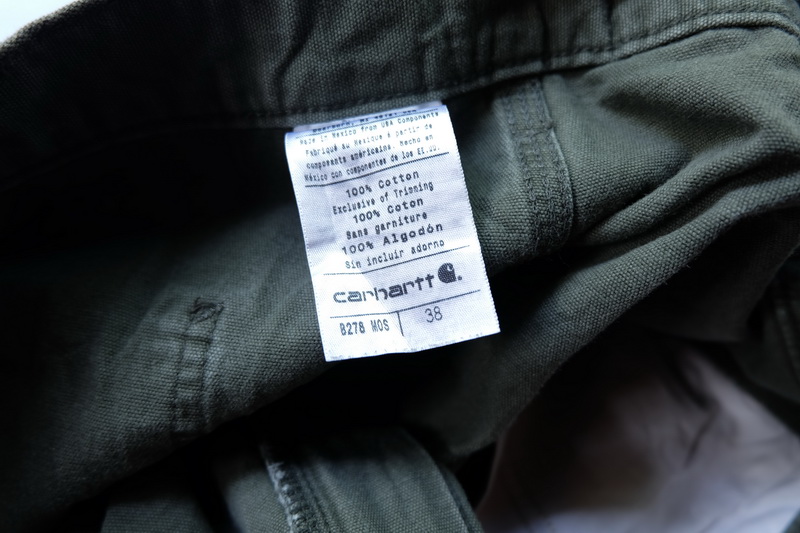 Made in México from USA Components
Fabriqué au Mexique à partir de
composants américains. Hecho en
México con componentes de los EE.UU.
100% Cotton
Exclusive of Trimming
100% Coton
Sans garniture
100% Algodón
Sin incluir adorno
carhartt
B278 MOS 38